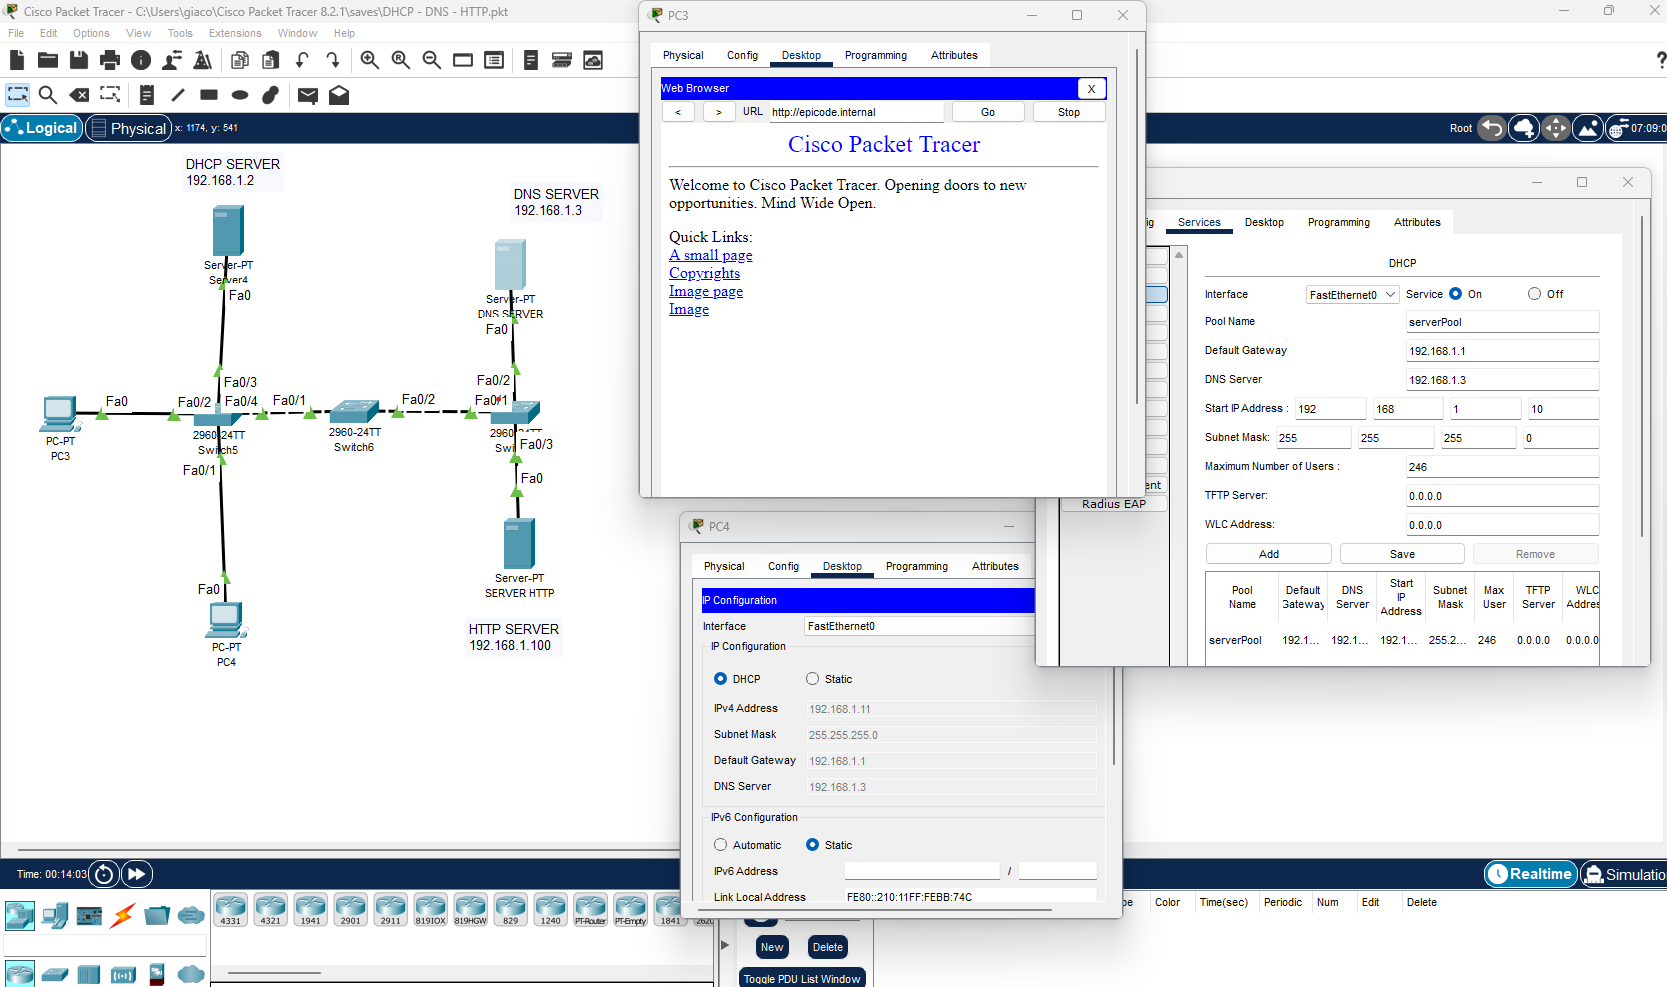 Cisco Packet Tracer - C:\Users\giaco\Cisco Packet Tracer 8.2.1\saves\DHCP - DNS - HTTP.pkt
File Edit Options View Tools Extensions Window Help
?
Logical Physical x: 1174, y: 541
Root 07:09:0
DHCP SERVER
192.168.1.2
DNS SERVER
192.168.1.3
Server-PT
Server4
Fa0
Server-PT
DNS SERVER
Fa0
Fa0/3
Fa0/2
Fa0
Fa0/2
Fa0/4
Fa0/1
Fa0/2
Fa0/1
PC-PT
PC3
2960-24TT
Switch5
2960-24TT
Switch6
2960-24TT
Swi
Fa0/3
Fa0/1
Fa0
Fa0
Server-PT
SERVER HTTP
PC-PT
PC4
HTTP SERVER
192.168.1.100
PC3
Physical Config Desktop Programming Attributes
Web Browser X
< > URL http://epicode.internal Go Stop
Cisco Packet Tracer
Welcome to Cisco Packet Tracer. Opening doors to new
opportunities. Mind Wide Open.
Quick Links:
A small page
Copyrights
Image page
Image
ig Services Desktop Programming Attributes
DHCP
Interface FastEthernet0 Service On Off
Pool Name serverPool
Default Gateway 192.168.1.1
DNS Server 192.168.1.3
Start IP Address : 192 168 1 10
Subnet Mask: 255 255 255 0
Maximum Number of Users : 246
TFTP Server: 0.0.0.0
WLC Address: 0.0.0.0
Add Save Remove
ent
Radius EAP
Pool Name Default Gateway DNS Server Start IP Address Subnet Mask Max User TFTP Server WLC Addres
serverPool 192.1... 192.1... 192.1... 255.2... 246 0.0.0.0 0.0.0.0
PC4
Physical Config Desktop Programming Attributes
IP Configuration
Interface FastEthernet0
IP Configuration
DHCP Static
IPv4 Address 192.168.1.11
Subnet Mask 255.255.255.0
Default Gateway 192.168.1.1
DNS Server 192.168.1.3
IPv6 Configuration
Automatic Static
IPv6 Address /
Link Local Address FE80::210:11FF:FEBB:74C
Time: 00:14:03
Realtime Simulatio
4331 4321 1941 2901 2911 819IOX 819HGW 829 1240 PT-Router PT-Empty 1841 2620
pe Color Time(sec) Periodic Num Edit Delete
New Delete
Toggle PDU List Window